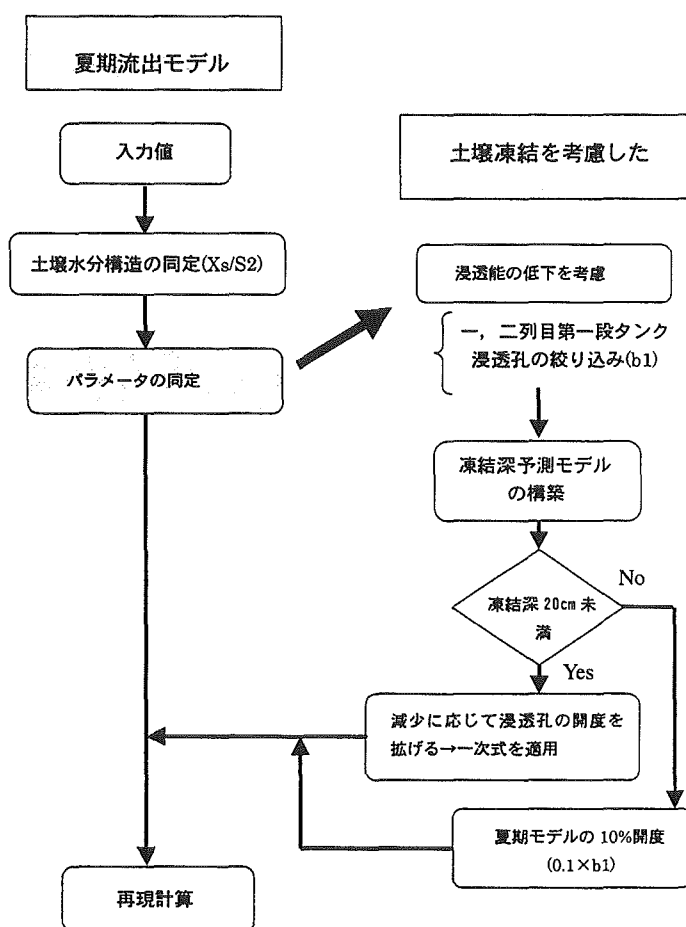 夏期流出モデル
入力値
土壌水分構造の同定(Xs/S2)
パラメータの同定
土壌凍結を考慮した
浸透能の低下を考慮
一，二列目第一段タンク
浸透孔の絞り込み(b1)
凍結深予測モデル
の構築
凍結深 20cm 未
満
No
Yes
減少に応じて浸透孔の開度を
拡げる→一次式を適用
夏期モデルの 10%開度
(0.1×b1)
再現計算